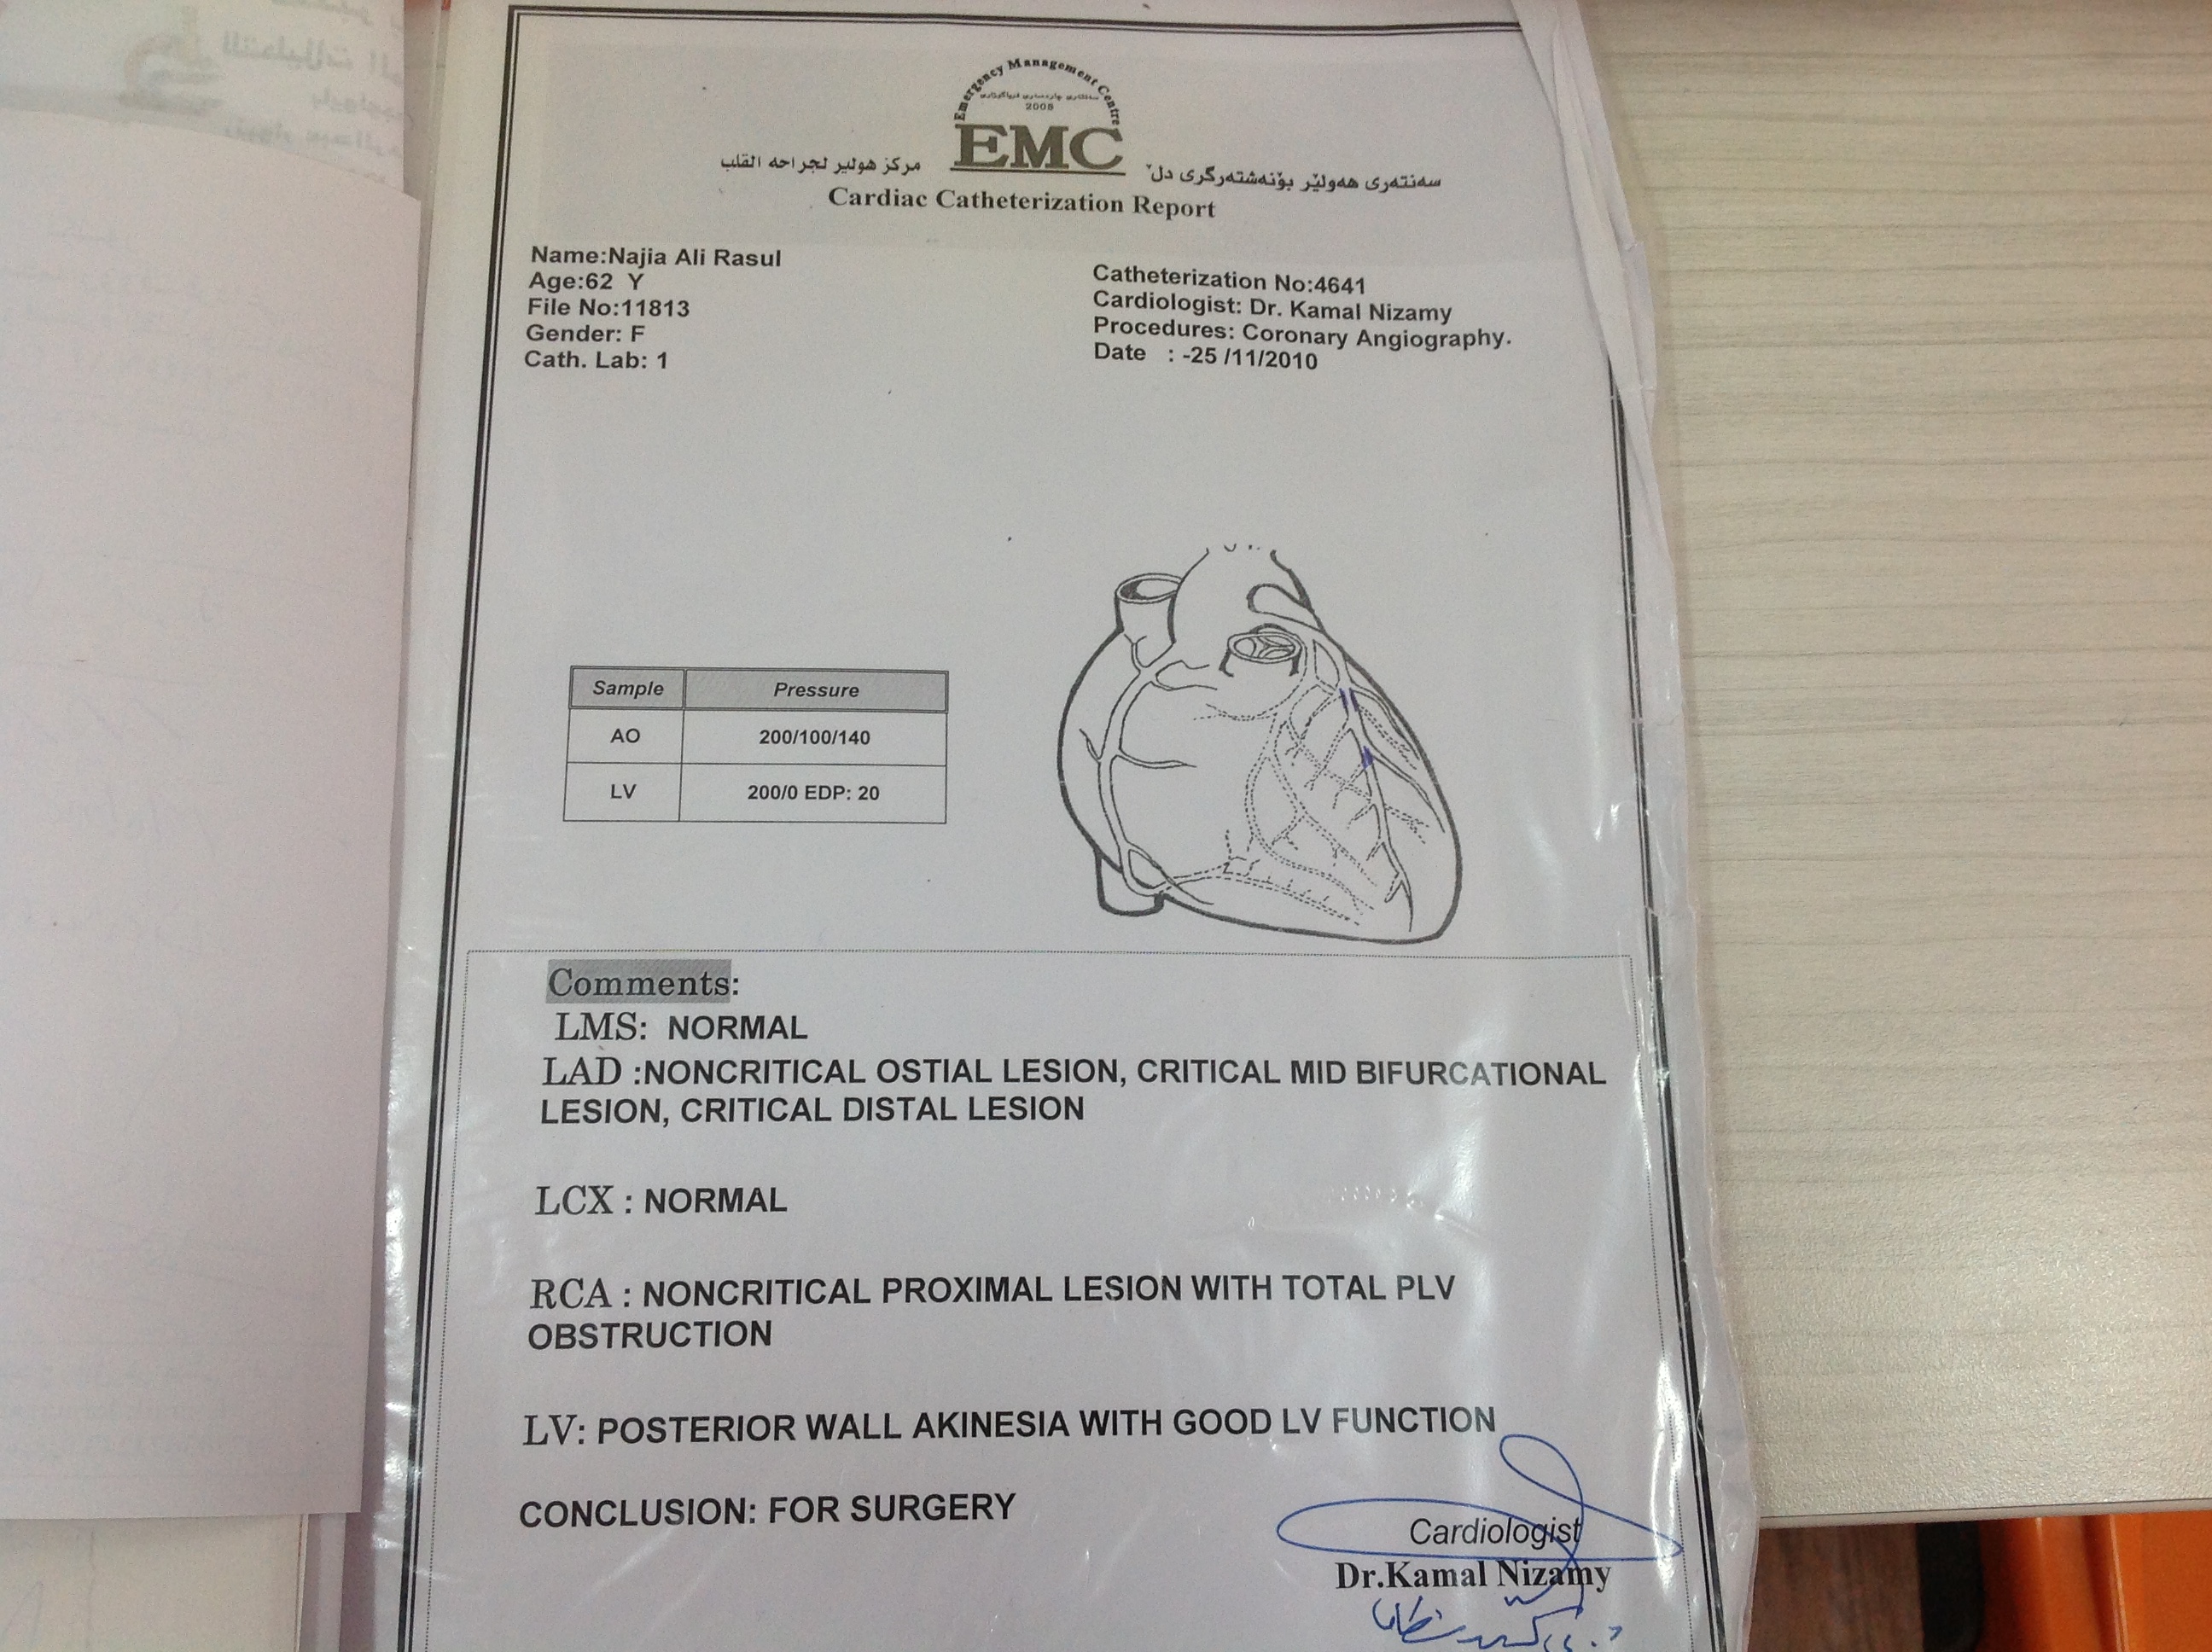 Emergency Management Centre
2008
EMC
مركز هولير لجراحه القلب
سەنتەری هەولێر بۆنەشتەرگری دڵ
Cardiac Catheterization Report
Name:Najia Ali Rasul
Age:62 Y
File No:11813
Gender: F
Cath. Lab: 1
Catheterization No:4641
Cardiologist: Dr. Kamal Nizamy
Procedures: Coronary Angiography.
Date : -25 /11/2010
Sample Pressure
AO 200/100/140
LV 200/0 EDP: 20
Comments:
LMS: NORMAL
LAD :NONCRITICAL OSTIAL LESION, CRITICAL MID BIFURCATIONAL
LESION, CRITICAL DISTAL LESION
LCX : NORMAL
RCA : NONCRITICAL PROXIMAL LESION WITH TOTAL PLV
OBSTRUCTION
LV: POSTERIOR WALL AKINESIA WITH GOOD LV FUNCTION
CONCLUSION: FOR SURGERY
Cardiologist
Dr.Kamal Nizamy